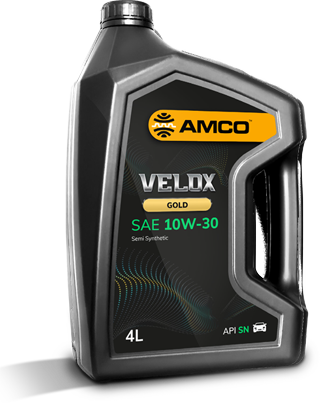 AMCO
VELOX
GOLD
SAE 10W-30
Semi Synthetic
4L
API SN